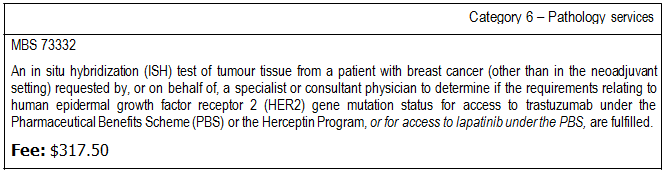 Category 6 – Pathology services
MBS 73332
An in situ hybridization (ISH) test of tumour tissue from a patient with breast cancer (other than in the neoadjuvant
setting) requested by, or on behalf of, a specialist or consultant physician to determine if the requirements relating to
human epidermal growth factor receptor 2 (HER2) gene mutation status for access to trastuzumab under the
Pharmaceutical Benefits Scheme (PBS) or the Herceptin Program, or for access to lapatinib under the PBS, are fulfilled.
Fee: $317.50